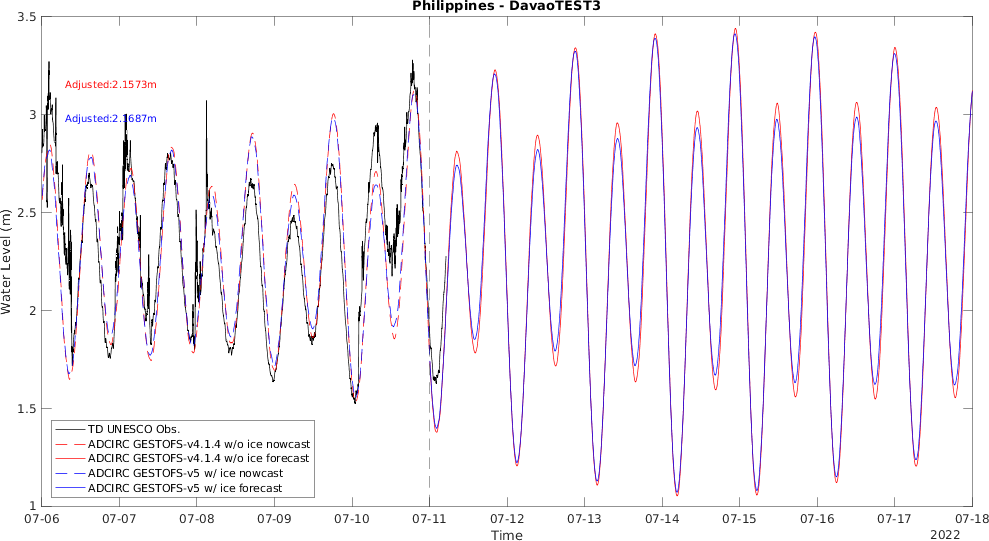 Philippines - DavaoTEST3
3.5
Adjusted:2.1573m
3
Adjusted:2.1687m
2.5
Water Level (m)
2
1.5
TD UNESCO Obs.
ADCIRC GESTOFS-v4.1.4 w/o ice nowcast
ADCIRC GESTOFS-v4.1.4 w/o ice forecast
ADCIRC GESTOFS-v5 w/ ice nowcast
ADCIRC GESTOFS-v5 w/ ice forecast
1
07-06 07-07 07-08 07-09 07-10 07-11 07-12 07-13 07-14 07-15 07-16 07-17 07-18
Time
2022